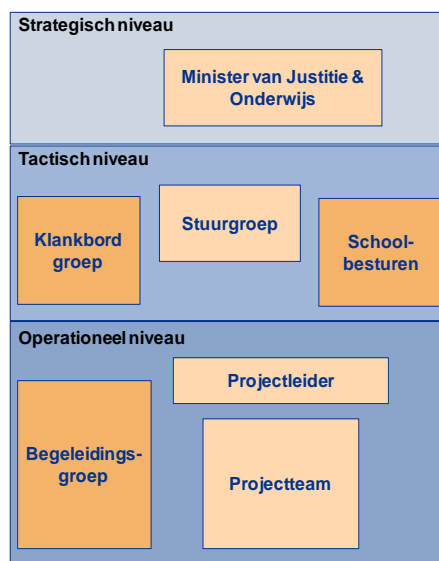 Strategisch niveau
Minister van Justitie &
Onderwijs
Tactisch niveau
Klankbord
groep
Stuurgroep
School-
besturen
Operationeel niveau
Projectleider
Begeleidings-
groep
Projectteam